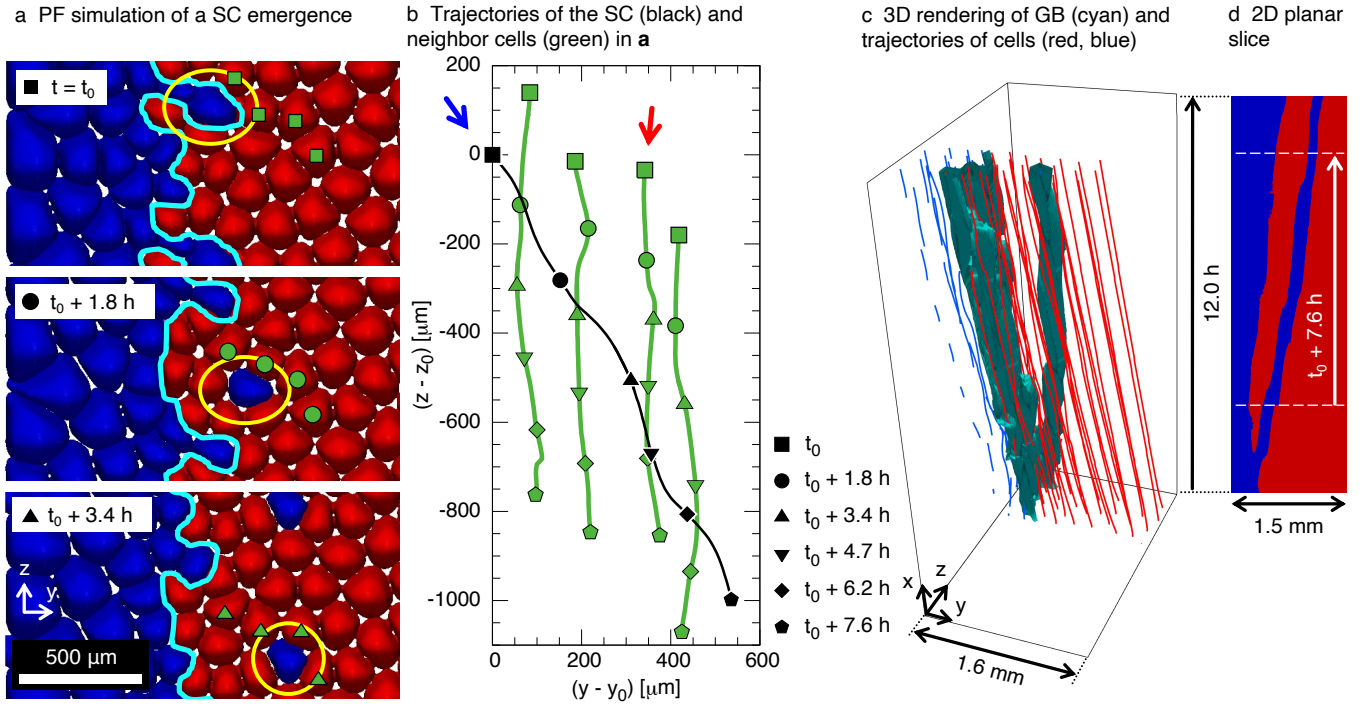 a PF simulation of a SC emergence
t = t0
t0 + 1.8 h
t0 + 3.4 h
z
y
500 µm
b Trajectories of the SC (black) and
neighbor cells (green) in a
200
0
-200
-400
-600
-800
-1000
(z - z0) [µm]
0
200
400
600
(y - y0) [µm]
t0
t0 + 1.8 h
t0 + 3.4 h
t0 + 4.7 h
t0 + 6.2 h
t0 + 7.6 h
c 3D rendering of GB (cyan) and
trajectories of cells (red, blue)
x
z
y
1.6 mm
12.0 h
d 2D planar
slice
t0 + 7.6 h
1.5 mm